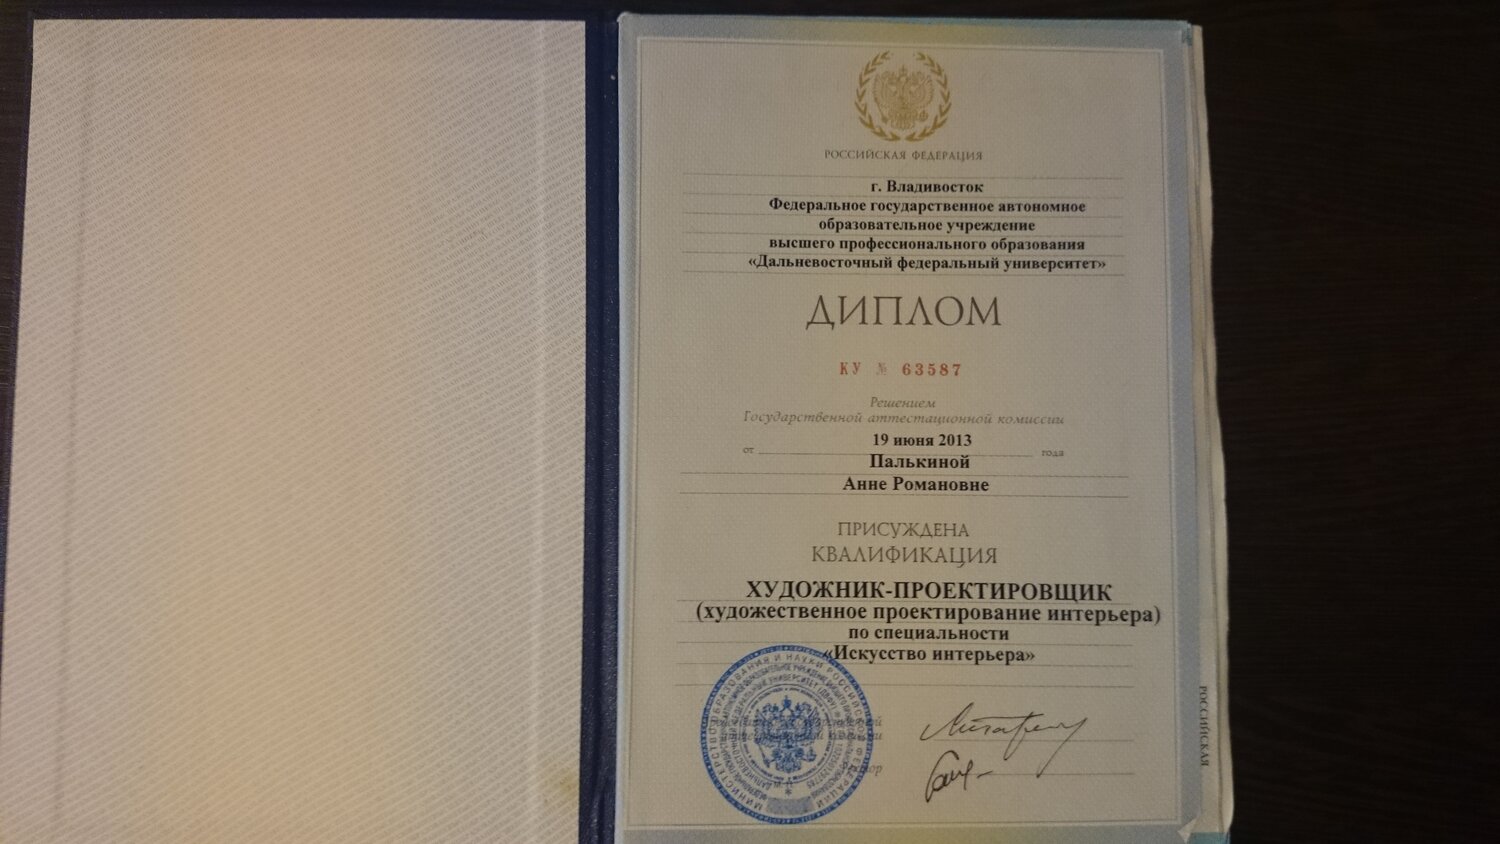 РОССИЙСКАЯ ФЕДЕРАЦИЯ
г. Владивосток
Федеральное государственное автономное
образовательное учреждение
высшего профессионального образования
«Дальневосточный федеральный университет»
ДИПЛОМ
КУ № 63587
Решением
Государственной аттестационной комиссии
от 19 июня 2013 года
Палькиной
Анне Романовне
ПРИСУЖДЕНА
КВАЛИФИКАЦИЯ
ХУДОЖНИК-ПРОЕКТИРОВЩИК
(художественное проектирование интерьера)
по специальности
«Искусство интерьера»
РОССИЙСКАЯ